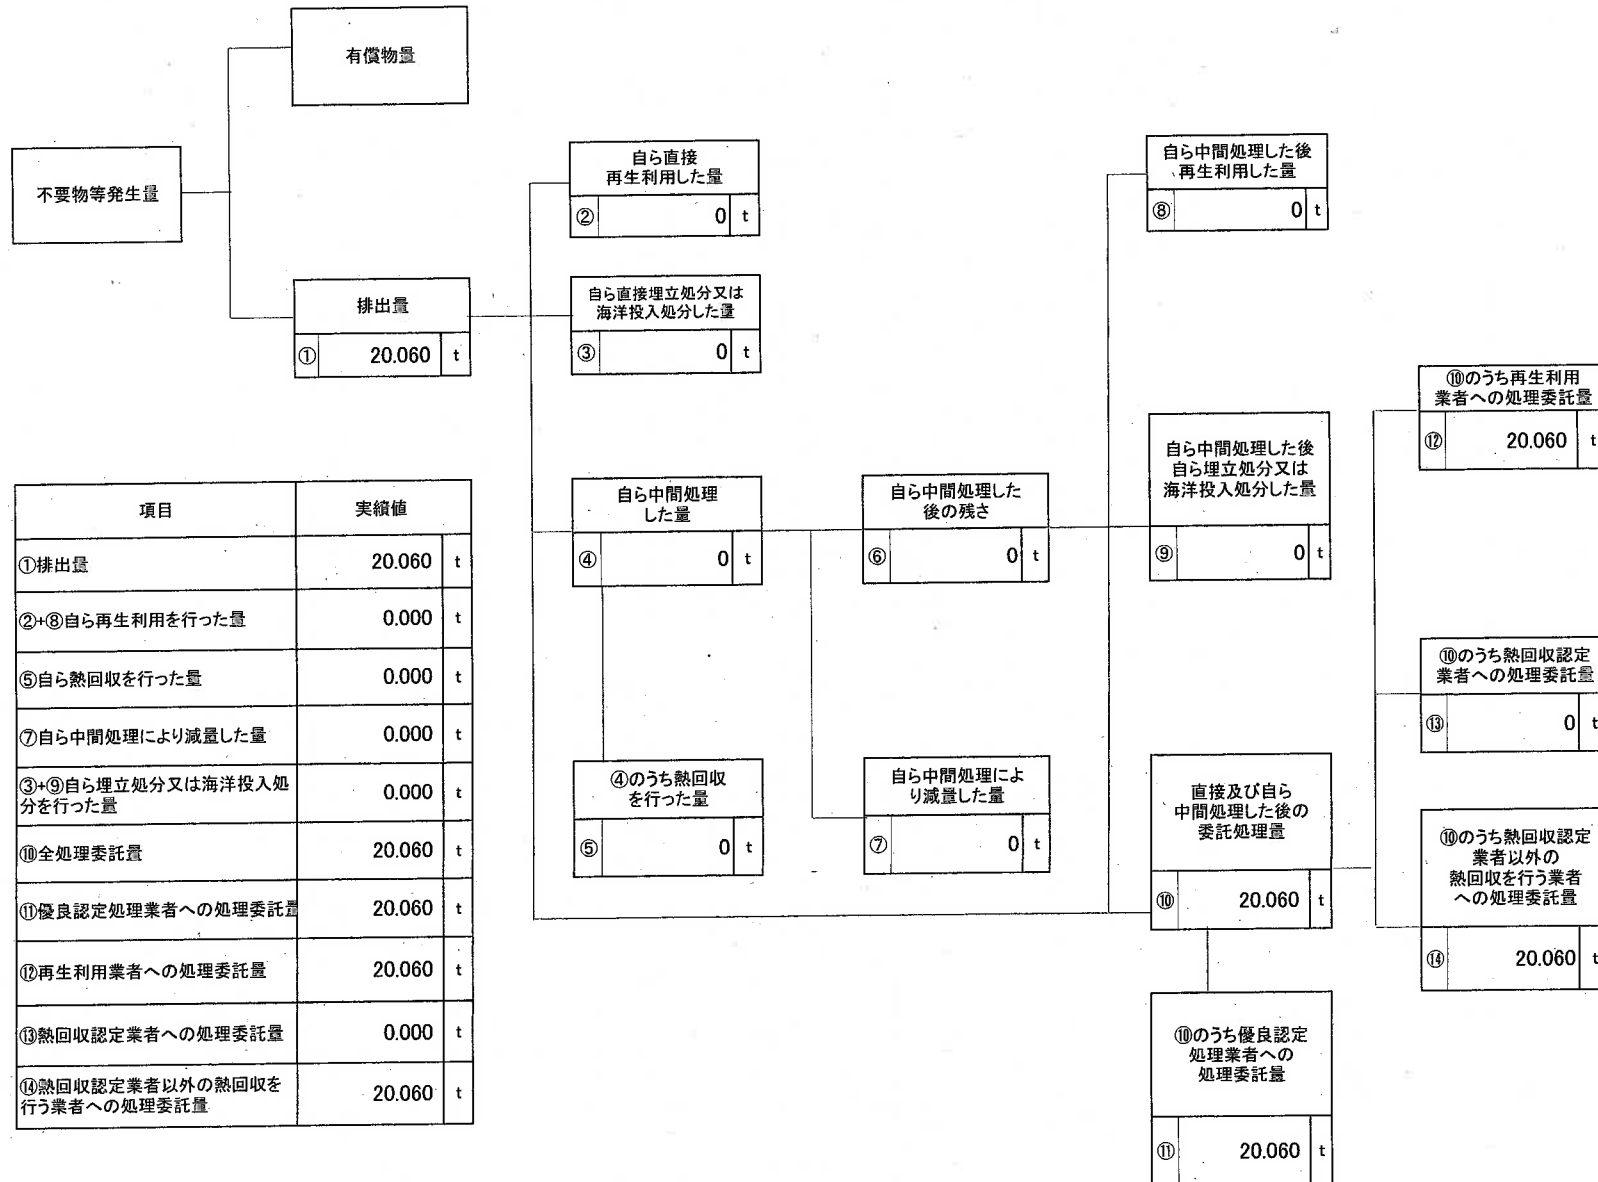 有償物量
不要物等発生量
排出量
① 20.060 t
自ら直接
再生利用した量
② 0 t
自ら直接埋立処分又は
海洋投入処分した量
③ 0 t
自ら中間処理
した量
④ 0 t
④のうち熱回収
を行った量
⑤ 0 t
自ら中間処理した
後の残さ
⑥ 0 t
自ら中間処理によ
り減量した量
⑦ 0 t
自ら中間処理した後
再生利用した量
⑧ 0 t
自ら中間処理した後
自ら埋立処分又は
海洋投入処分した量
⑨ 0 t
直接及び自ら
中間処理した後の
委託処理量
⑩ 20.060 t
⑩のうち優良認定
処理業者への
処理委託量
⑪ 20.060 t
⑩のうち再生利用
業者への処理委託量
⑫ 20.060 t
⑩のうち熱回収認定
業者への処理委託量
⑬ 0 t
⑩のうち熱回収認定
業者以外の
熱回収を行う業者
への処理委託量
⑭ 20.060 t
項目 実績値
①排出量 20.060 t
②+⑧自ら再生利用を行った量 0.000 t
⑤自ら熱回収を行った量 0.000 t
⑦自ら中間処理により減量した量 0.000 t
③+⑨自ら埋立処分又は海洋投入処
分を行った量 0.000 t
⑩全処理委託量 20.060 t
⑪優良認定処理業者への処理委託量 20.060 t
⑫再生利用業者への処理委託量 20.060 t
⑬熱回収認定業者への処理委託量 0.000 t
⑭熱回収認定業者以外の熱回収を
行う業者への処理委託量 20.060 t